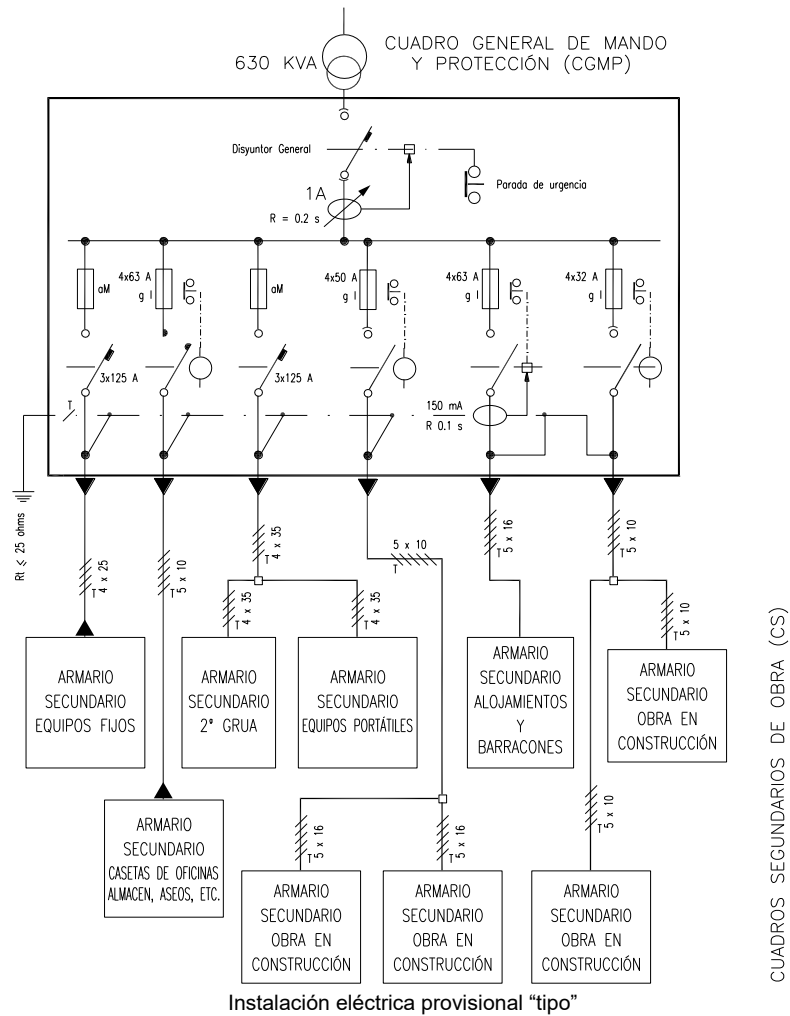 630 KVA
CUADRO GENERAL DE MANDO
Y PROTECCIÓN (CGMP)
Disyuntor General
Parada de urgencia
1A
R = 0.2 s
aM
4x63 A
g l
aM
4x50 A
g l
4x63 A
g l
4x32 A
g l
3x125 A
3x125 A
T
150 mA
R 0.1 s
Rt ≤ 25 ohms
T
4 x 25
T
5 x 10
T
4 x 35
5 x 10
T
T
5 x 16
T
5 x 10
T
4 x 35
T
4 x 35
T
5 x 10
ARMARIO
SECUNDARIO
EQUIPOS FIJOS
ARMARIO
SECUNDARIO
2ª GRUA
ARMARIO
SECUNDARIO
EQUIPOS PORTÁTILES
ARMARIO
SECUNDARIO
ALOJAMIENTOS
Y
BARRACONES
ARMARIO
SECUNDARIO
OBRA EN
CONSTRUCCIÓN
ARMARIO
SECUNDARIO
CASETAS DE OFICINAS
ALMACEN, ASEOS, ETC.
T
5 x 16
T
5 x 16
T
5 x 10
ARMARIO
SECUNDARIO
OBRA EN
CONSTRUCCIÓN
ARMARIO
SECUNDARIO
OBRA EN
CONSTRUCCIÓN
ARMARIO
SECUNDARIO
OBRA EN
CONSTRUCCIÓN
CUADROS SEGUNDARIOS DE OBRA (CS)
Instalación eléctrica provisional “tipo”